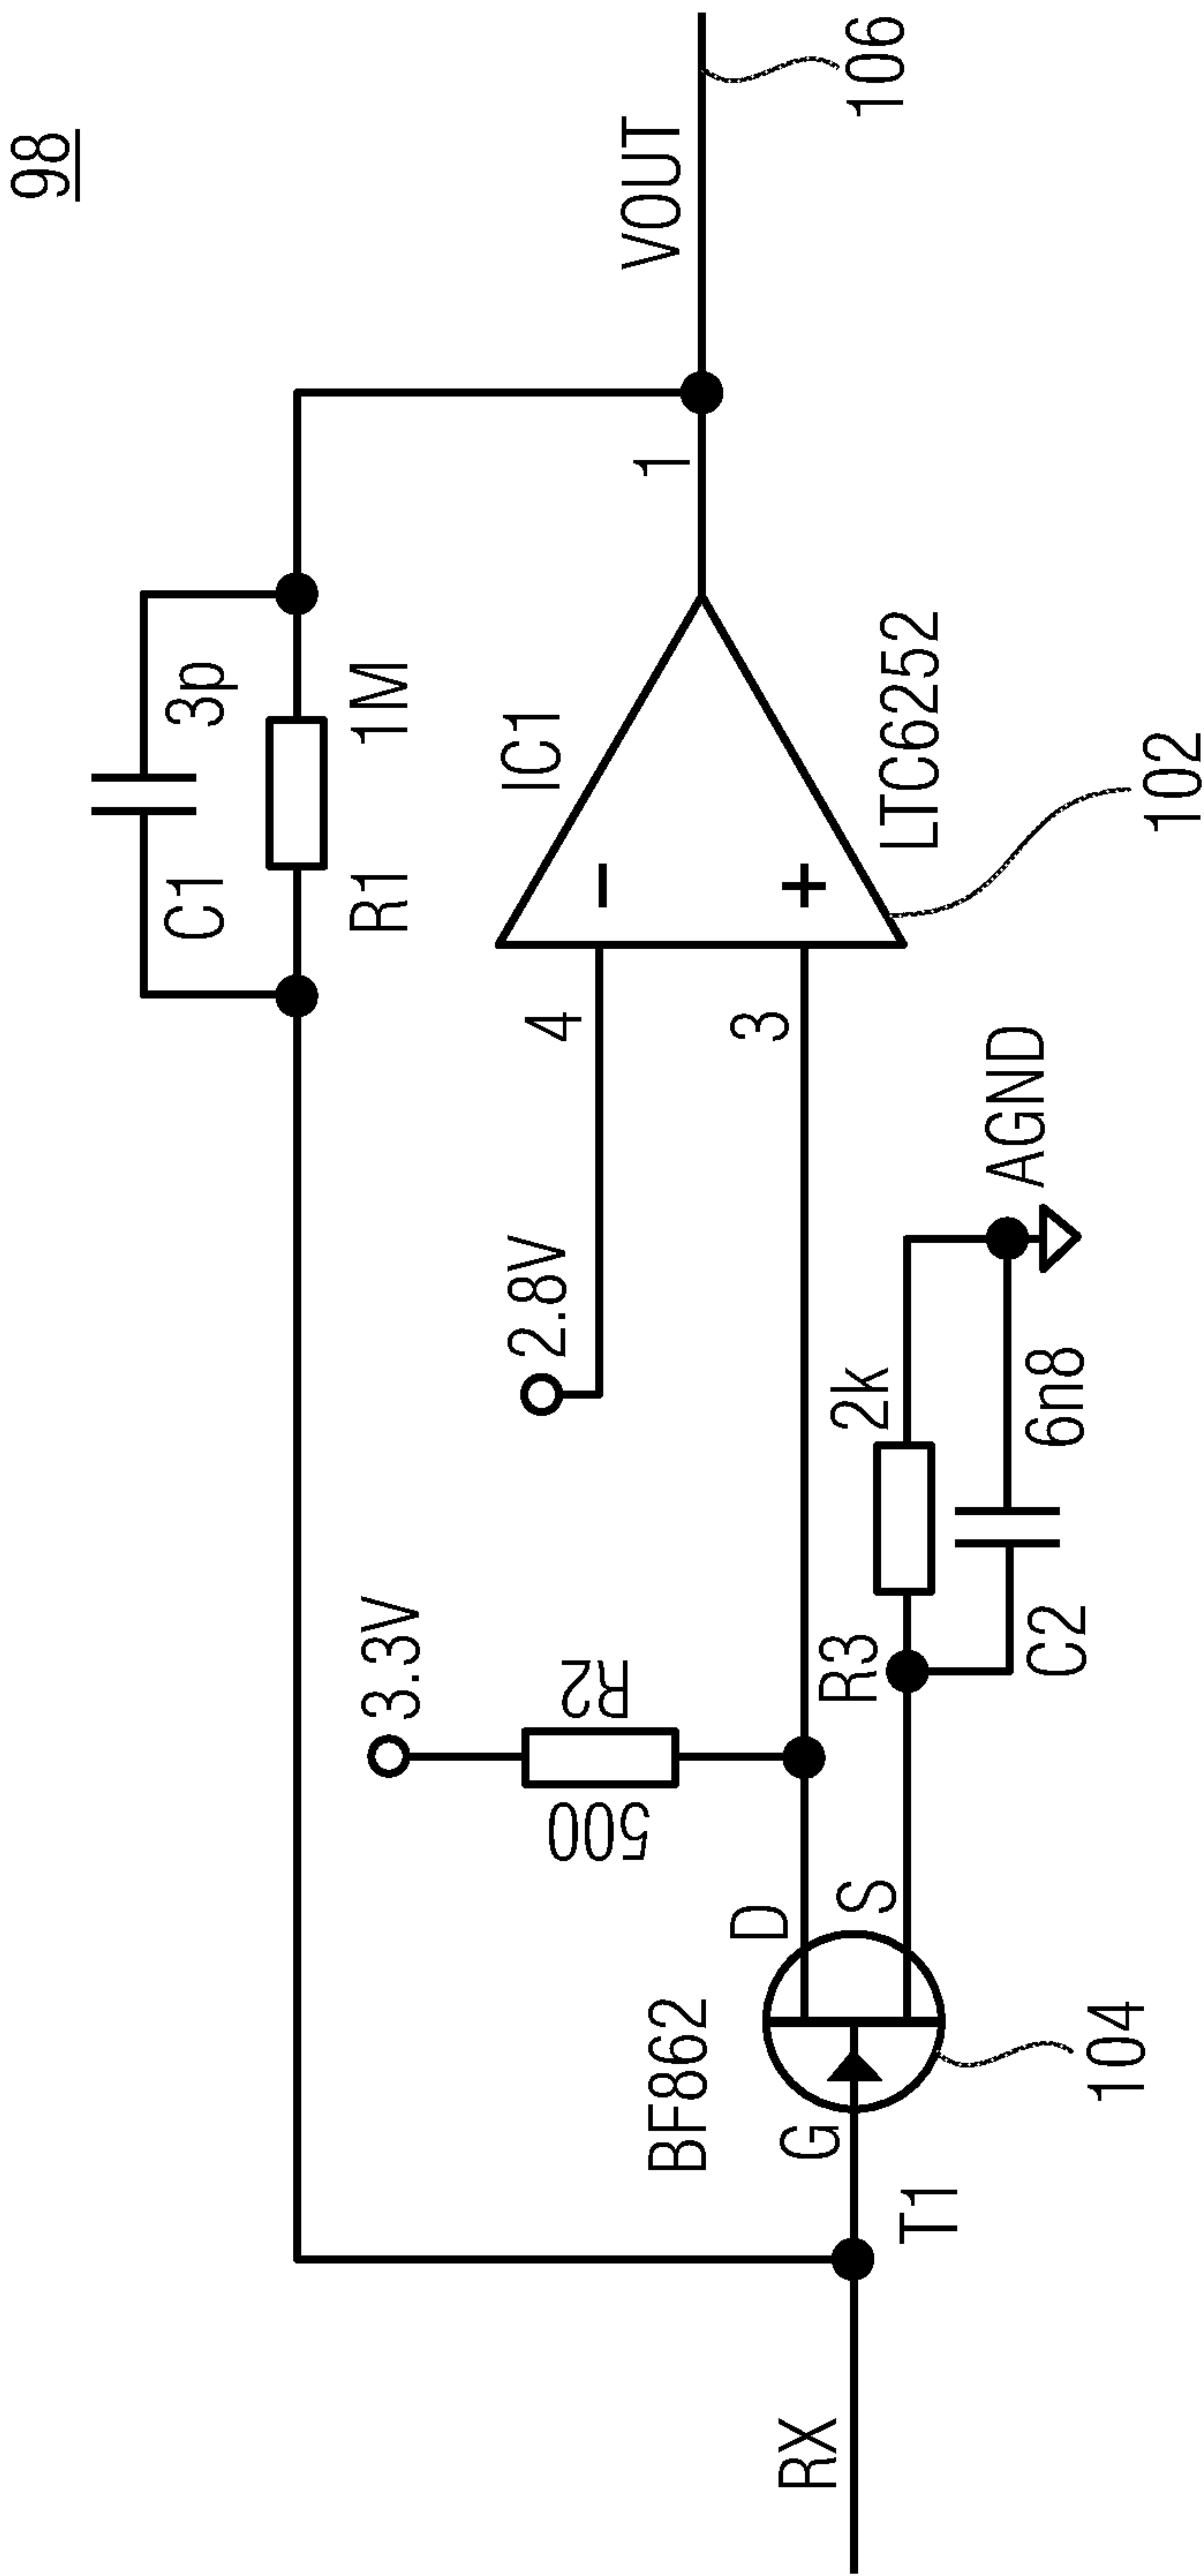 98
C1
3p
R1
1M
IC1
VOUT
106
1
4
2.8V
3
3.3V
R2
500
LTC6252
102
AGND
2k
R3
6n8
C2
D
S
BF862
G
T1
104
RX